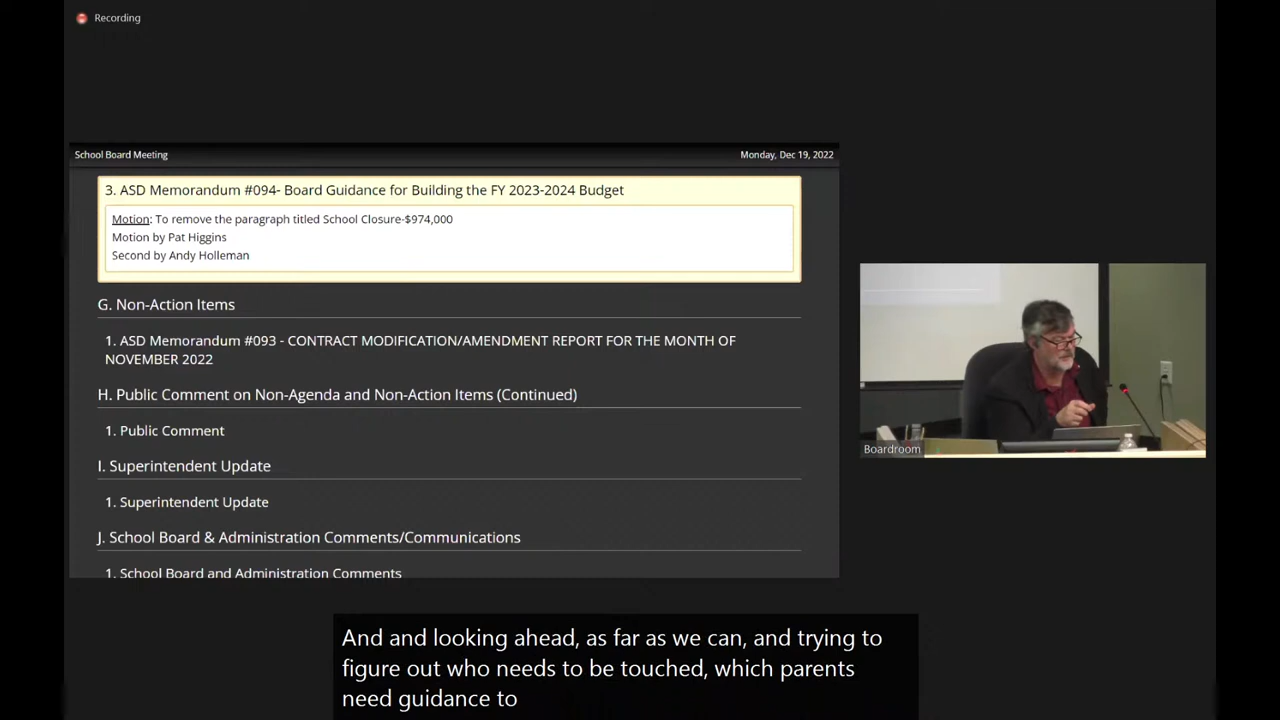 Recording
School Board Meeting
Monday, Dec 19, 2022
3. ASD Memorandum #094- Board Guidance for Building the FY 2023-2024 Budget
Motion: To remove the paragraph titled School Closure-$974,000
Motion by Pat Higgins
Second by Andy Holleman
G. Non-Action Items
1. ASD Memorandum #093 - CONTRACT MODIFICATION/AMENDMENT REPORT FOR THE MONTH OF
NOVEMBER 2022
H. Public Comment on Non-Agenda and Non-Action Items (Continued)
1. Public Comment
I. Superintendent Update
1. Superintendent Update
J. School Board & Administration Comments/Communications
1. School Board and Administration Comments
Boardroom
And and looking ahead, as far as we can, and trying to
figure out who needs to be touched, which parents
need guidance to